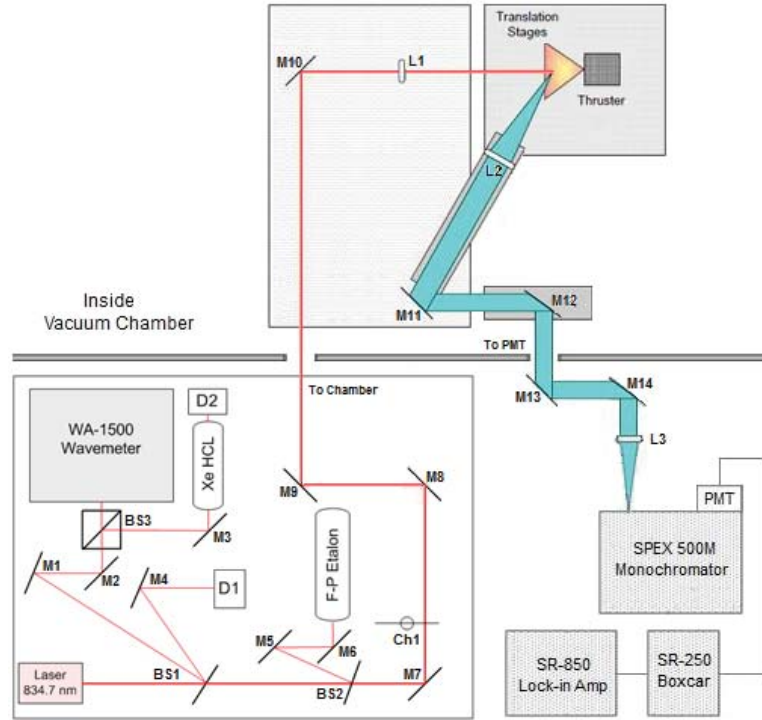 Translation
Stages
M10
L1
Thruster
L2
Inside
Vacuum Chamber
M11
M12
To PMT
To Chamber
M13
M14
L3
D2
WA-1500
Wavemeter
Xe HCL
M9
M8
BS3
M3
PMT
SPEX 500M
Monochromator
M1
M2
M4
D1
F-P Etalon
Ch1
M5
M6
Laser
834.7 nm
BS1
BS2
M7
SR-850
Lock-in Amp
SR-250
Boxcar